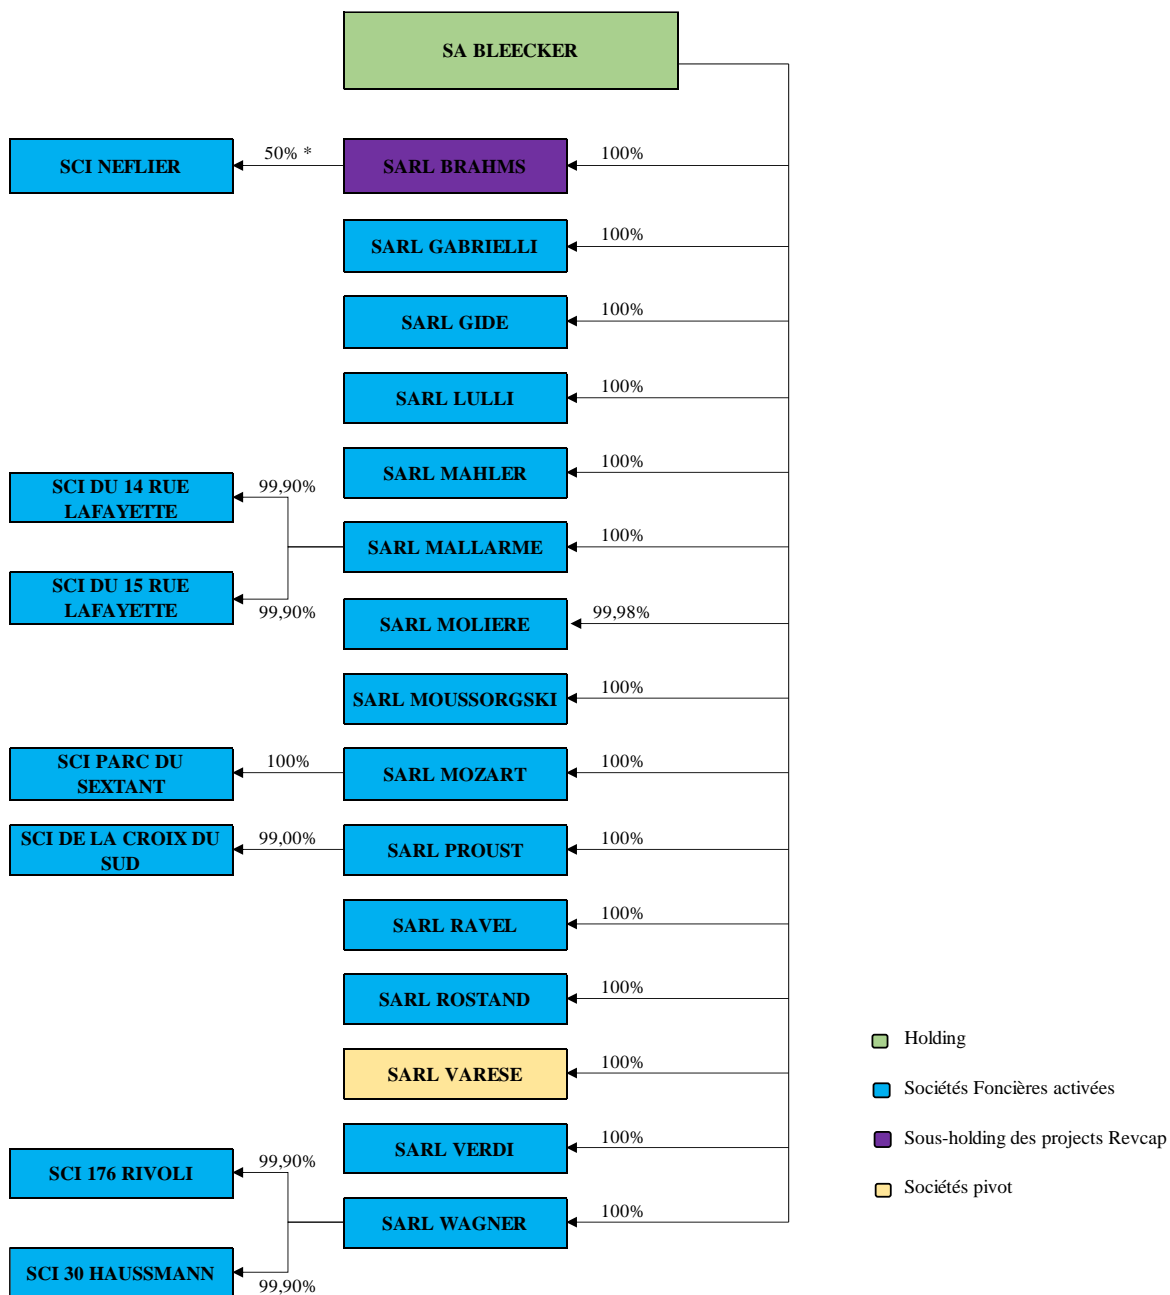 SA BLEECKER
SCI NEFLIER
50% *
SARL BRAHMS
100%
SARL GABRIELLI
100%
SARL GIDE
100%
SARL LULLI
100%
SARL MAHLER
100%
SCI DU 14 RUE
LAFAYETTE
99,90%
SARL MALLARME
100%
SCI DU 15 RUE
LAFAYETTE
99,90%
SARL MOLIERE
99,98%
SARL MOUSSORGSKI
100%
SCI PARC DU
SEXTANT
100%
SARL MOZART
100%
SCI DE LA CROIX DU
SUD
99,00%
SARL PROUST
100%
SARL RAVEL
100%
SARL ROSTAND
100%
SARL VARESE
100%
SARL VERDI
100%
SCI 176 RIVOLI
99,90%
SARL WAGNER
100%
SCI 30 HAUSSMANN
99,90%
Holding
Sociétés Foncières activées
Sous-holding des projects Revcap
Sociétés pivot